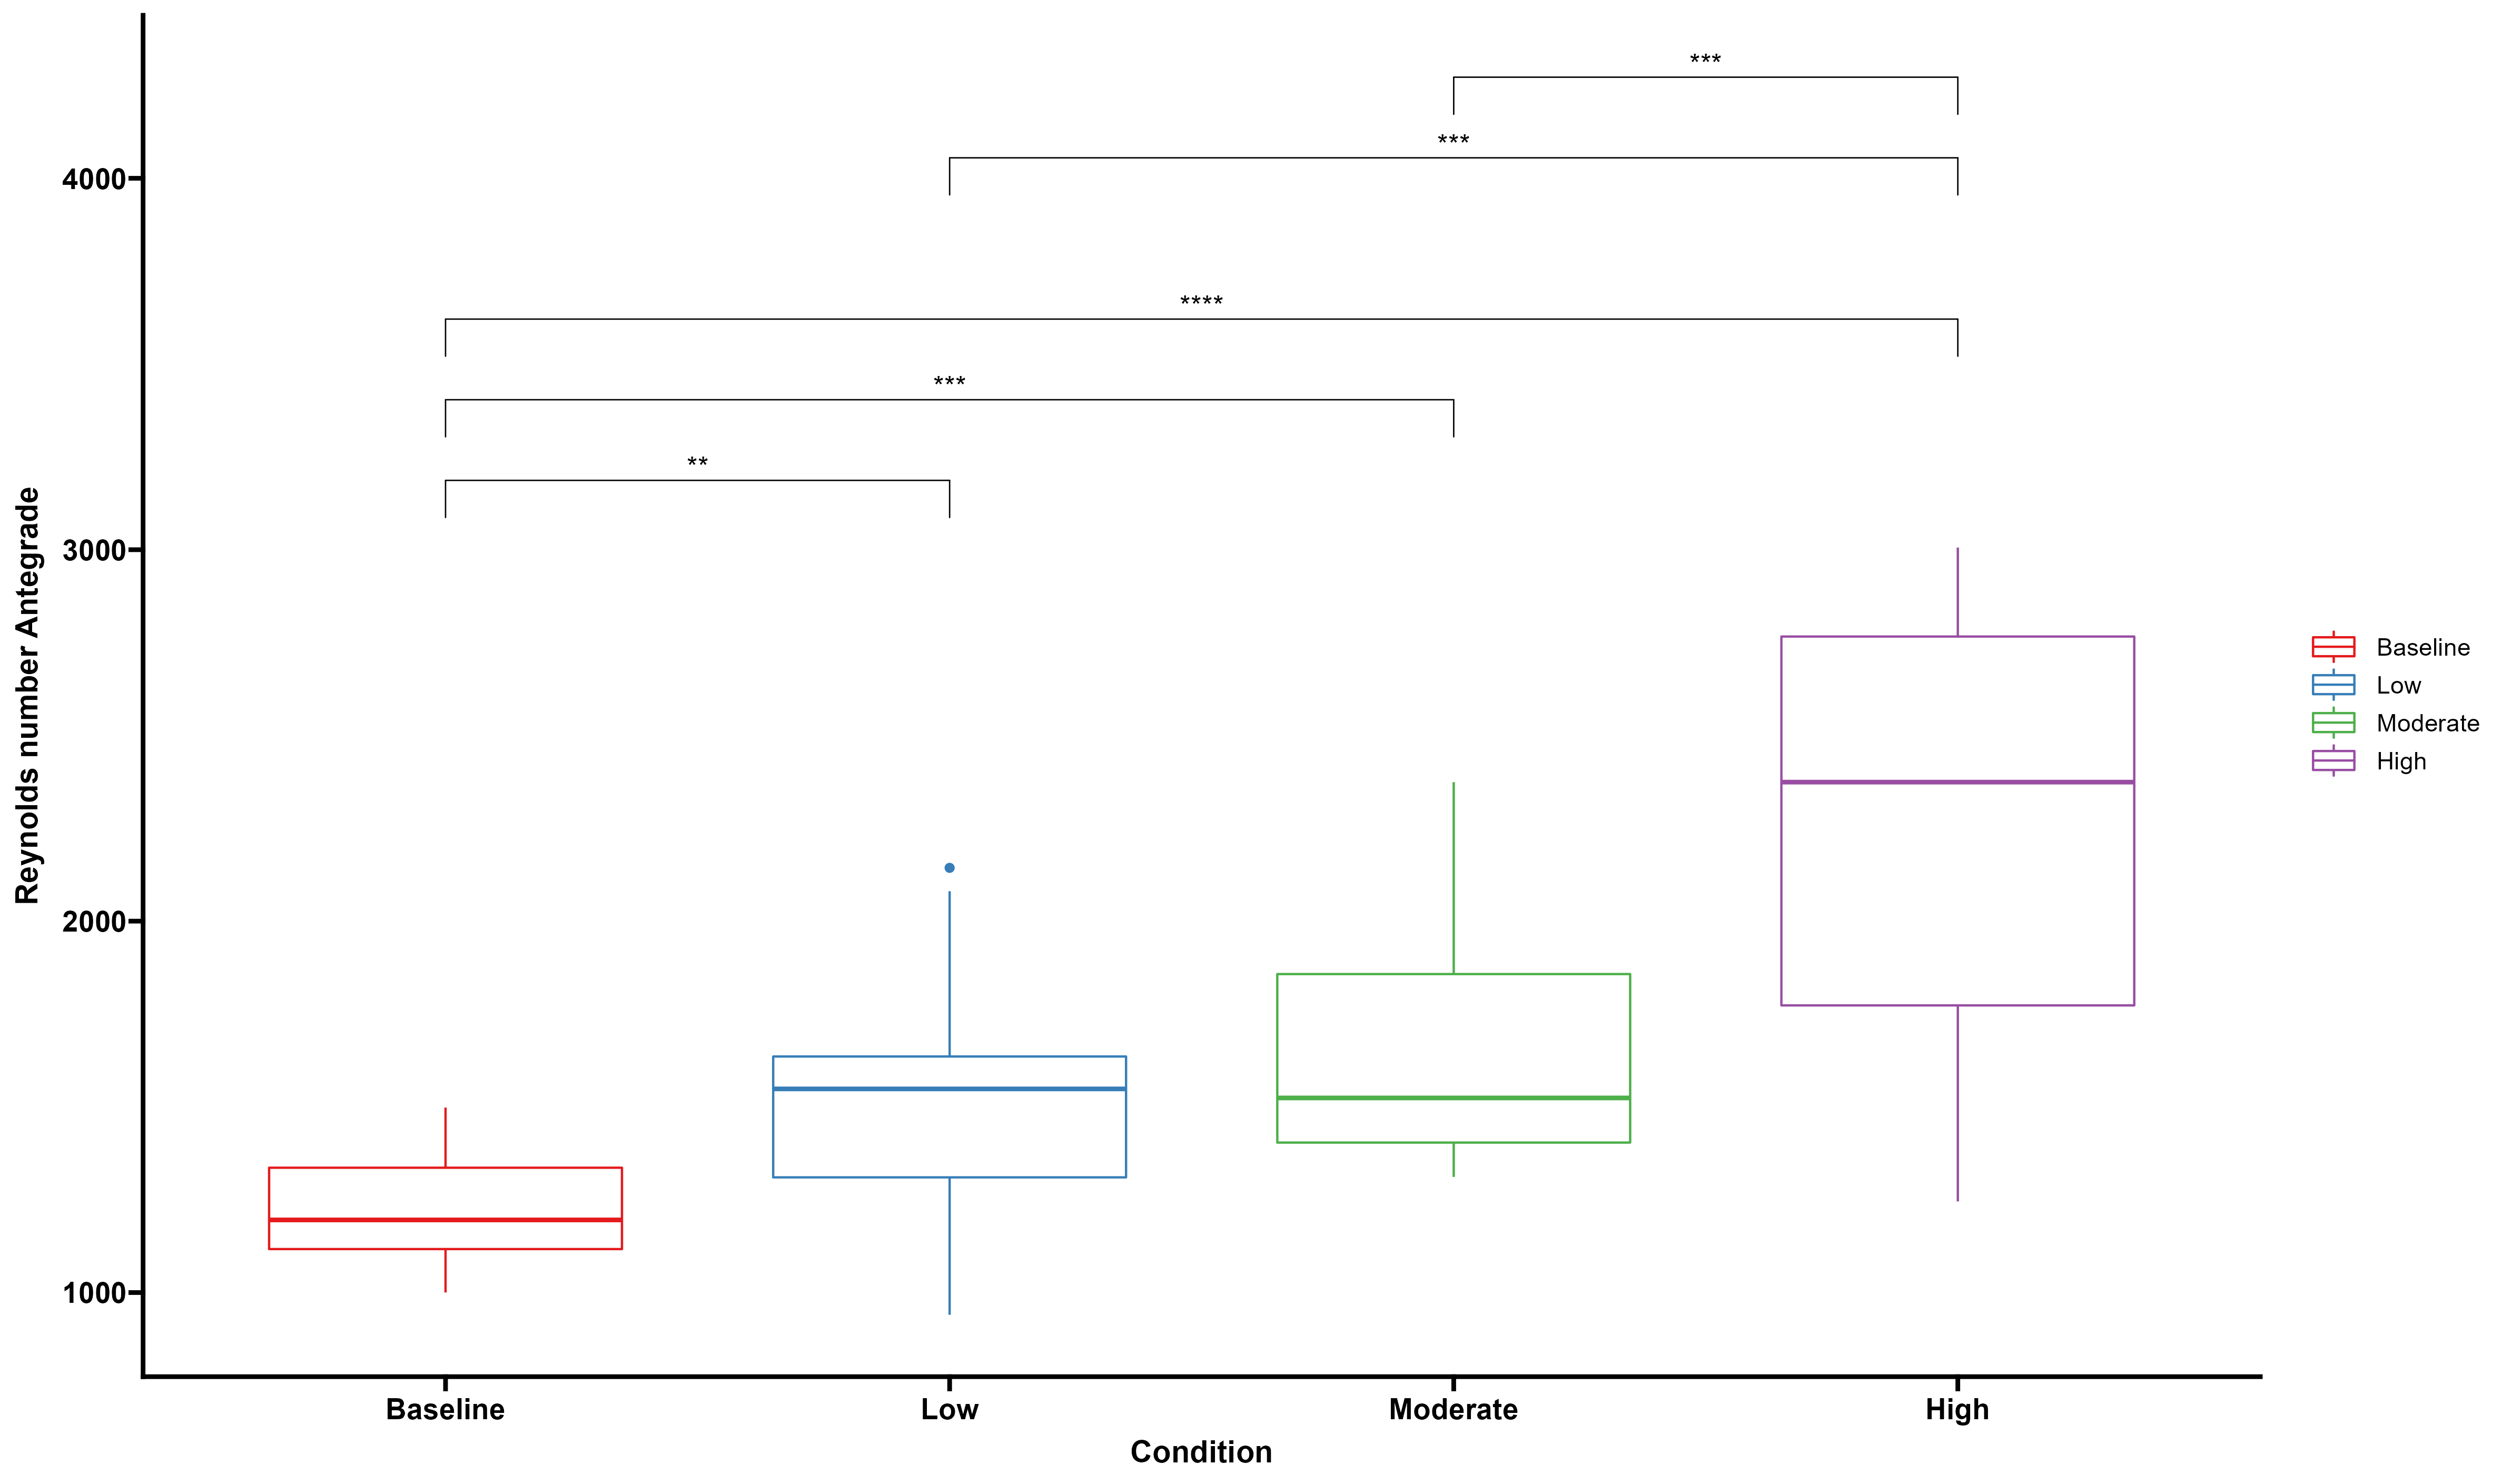 ***
***
****
***
**
4000
3000
2000
1000
Reynolds number Antegrade
Baseline
Low
Moderate
High
Condition
Baseline
Low
Moderate
High